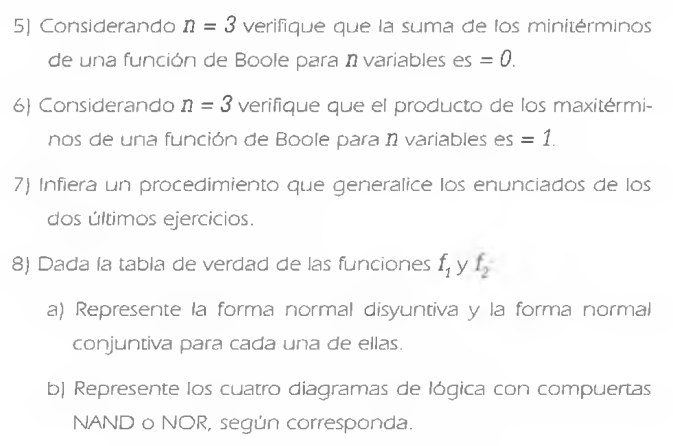 5) Considerando n = 3 verifique que la suma de los minitérminos
de una función de Boole para n variables es = 0.
6) Considerando n = 3 verifique que el producto de los maxitérmi-
nos de una función de Boole para n variables es = 1.
7) Infiera un procedimiento que generalice los enunciados de los
dos últimos ejercicios.
8) Dada la tabla de verdad de las funciones f₁ y f₂
a) Represente la forma normal disyuntiva y la forma normal
conjuntiva para cada una de ellas.
b) Represente los cuatro diagramas de lógica con compuertas
NAND o NOR, según corresponda.